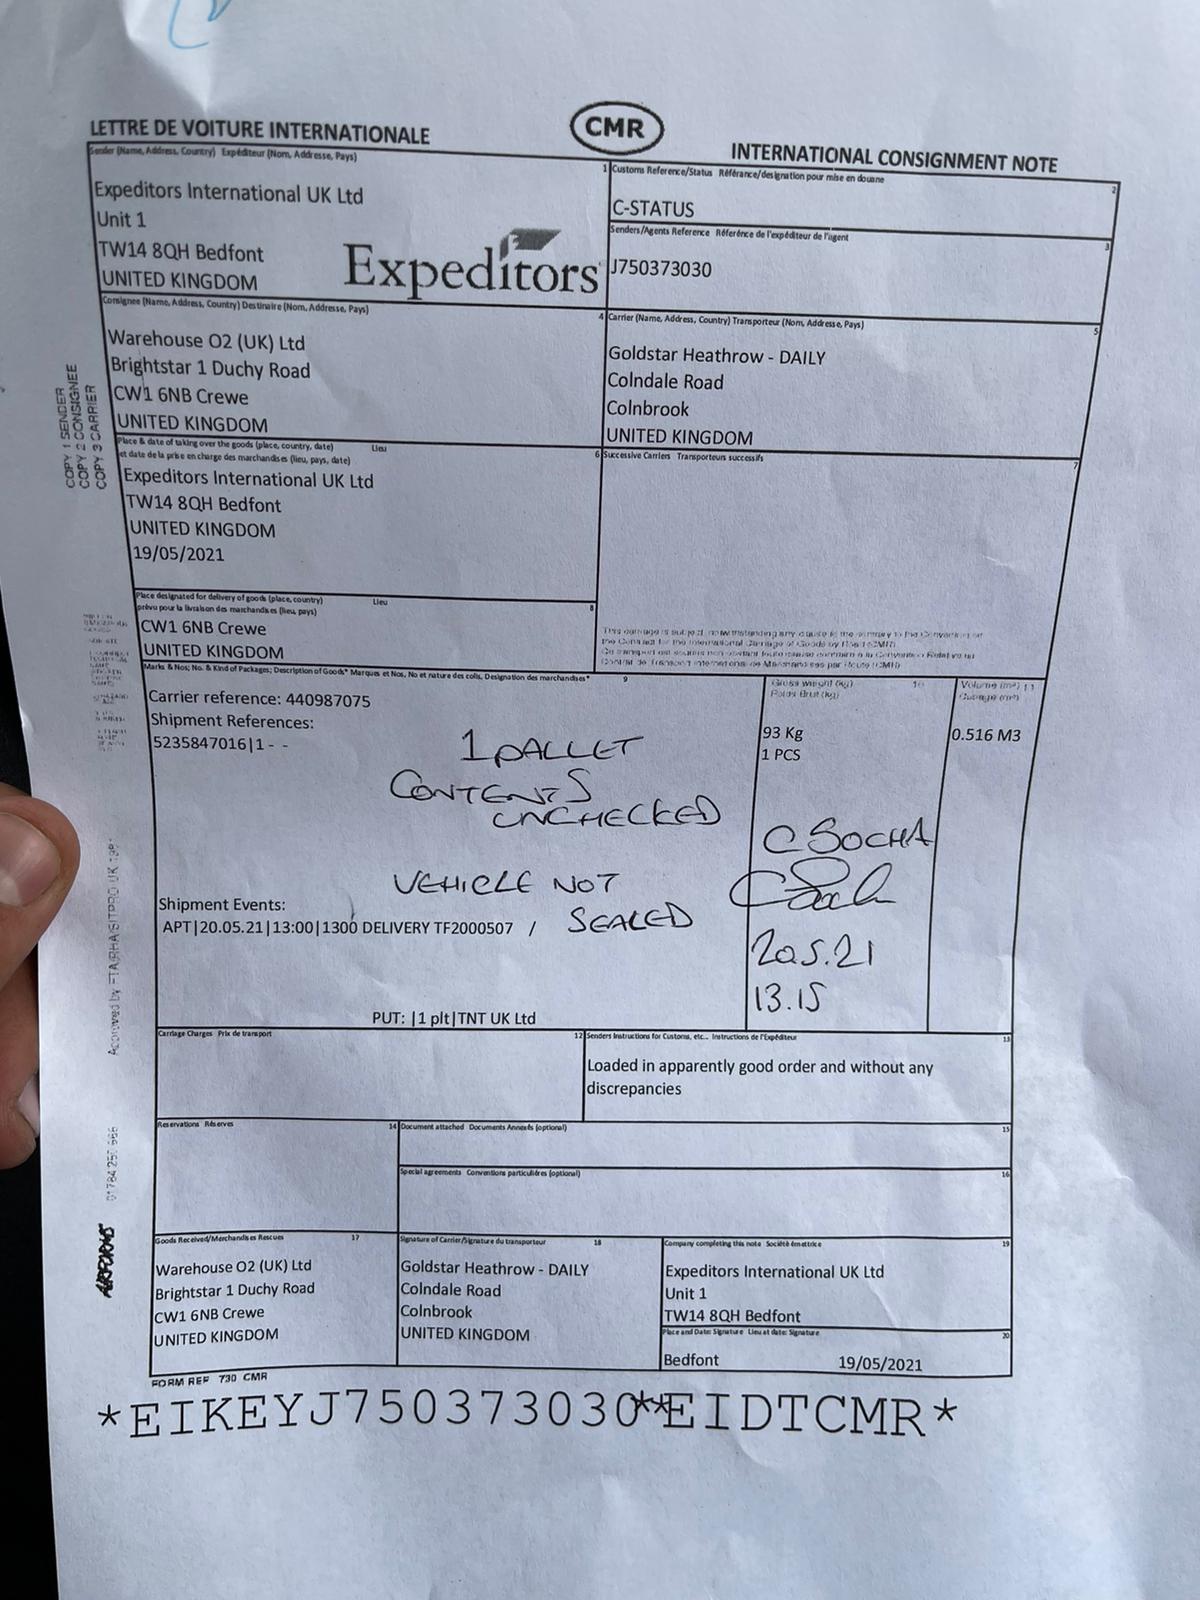 LETTRE DE VOITURE INTERNATIONALE
CMR
INTERNATIONAL CONSIGNMENT NOTE
Sender (Name, Address, Country) Expéditeur (Nom, Addresse, Pays)
1
Expeditors International UK Ltd
Unit 1
TW14 8QH Bedfont
UNITED KINGDOM
Expeditors
Customs Reference/Status Référance/designation pour mise en douane
2
C-STATUS
Senders/Agents Reference Référence de l'expéditeur de l'agent
3
J750373030
Consignee (Name, Address, Country) Destinaire (Nom, Addresse, Pays)
4
Warehouse O2 (UK) Ltd
Brightstar 1 Duchy Road
CW1 6NB Crewe
UNITED KINGDOM
Carrier (Name, Address, Country) Transporteur (Nom, Addresse, Pays)
5
Goldstar Heathrow - DAILY
Colndale Road
Colnbrook
UNITED KINGDOM
COPY 1 SENDER
COPY 2 CONSIGNEE
COPY 3 CARRIER
Place & date of taking over the goods (place, country, date) Lieu
et date de la prise en charge des marchandises (lieu, pays, date)
6
Expeditors International UK Ltd
TW14 8QH Bedfont
UNITED KINGDOM
19/05/2021
Successive Carriers Transporteurs successifs
7
Place designated for delivery of goods (place, country) Lieu
prévu pour la livraison des marchandises (lieu, pays)
8
CW1 6NB Crewe
UNITED KINGDOM
This carriage is subject, notwithstanding any clause to the contrary to the Convention on
the Contract for the International Carriage of Goods by Road (CMR)
Marks & Nos; No. & Kind of Packages; Description of Goods* Marques et Nos, No et nature des colis, Designation des marchandises*
9
Gross weight (kg) 10
Poids Brut (kg)
Volume (m³) 11
Cubage (m³)
Carrier reference: 440987075
Shipment References:
5235847016|1 - -
93 Kg
1 PCS
0.516 M3
1 PALLET
CONTENTS
UNCHECKED
C SOCHA
VEHICLE NOT
SEALED
Shipment Events:
APT|20.05.21|13:00|1300 DELIVERY TF2000507 /
20.5.21
13.15
PUT: |1 plt|TNT UK Ltd
Approved by FTA/RHA/SITPRO UK 1991
Carriage Charges Prix de transport
12
Senders Instructions for Customs, etc... Instructions de l'Expéditeur
13
Loaded in apparently good order and without any
discrepancies
Reservations Réserves
14
Document attached Documents Annexés (optional)
15
Special agreements Conventions particuliéres (optional)
16
AIRFORMS
Goods Received/Merchandises Rescues 17
Warehouse O2 (UK) Ltd
Brightstar 1 Duchy Road
CW1 6NB Crewe
UNITED KINGDOM
Signature of Carrier/Signature du transporteur 18
Goldstar Heathrow - DAILY
Colndale Road
Colnbrook
UNITED KINGDOM
Company completing this note Société émettrice 19
Expeditors International UK Ltd
Unit 1
TW14 8QH Bedfont
Place and Date: Signature Lieu at date: Signature 20
Bedfont 19/05/2021
FORM REF 730 CMR
*EIKEYJ750373030**EIDTCMR*